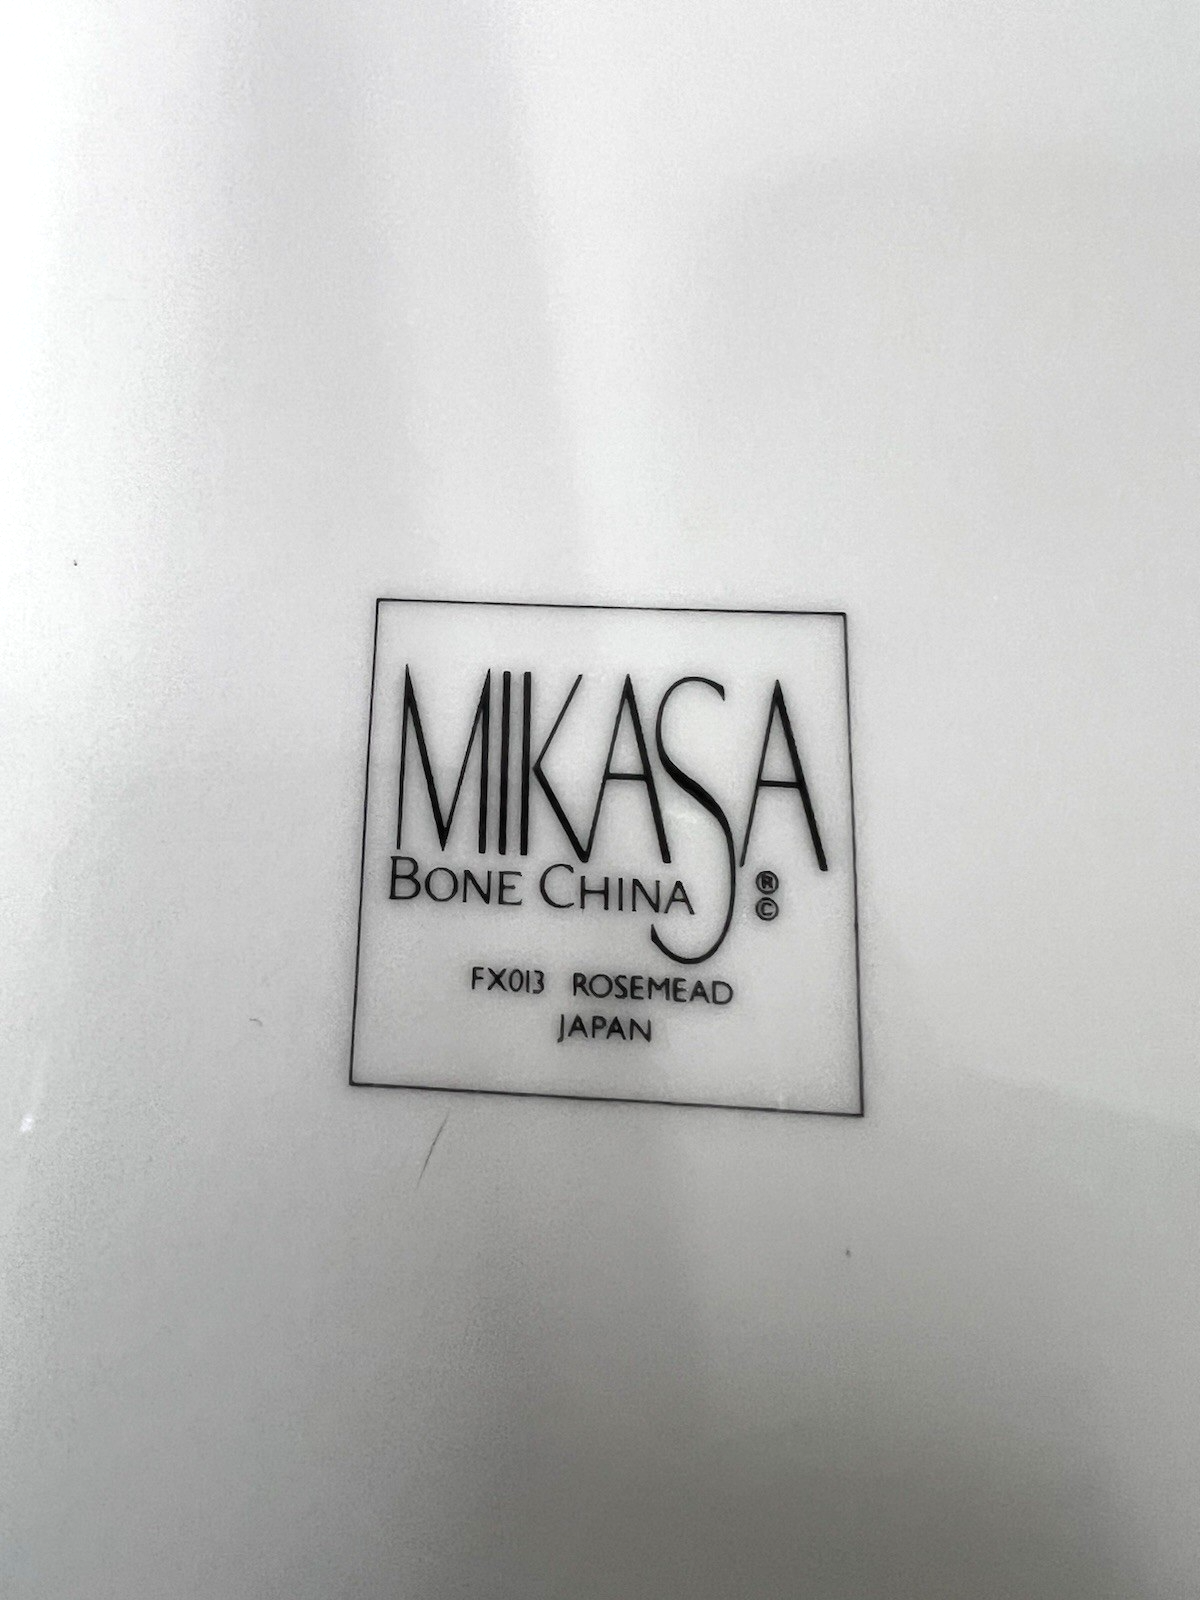 MIKASA
BONE CHINA ® ©
FX013 ROSEMEAD
JAPAN